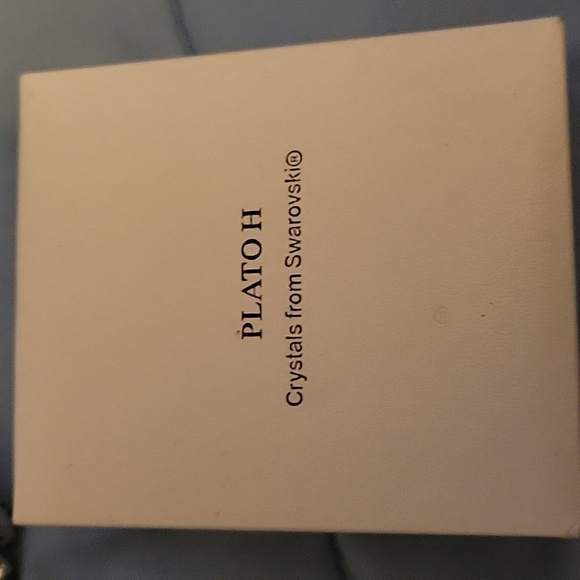 PLATO H
Crystals from Swarovski®